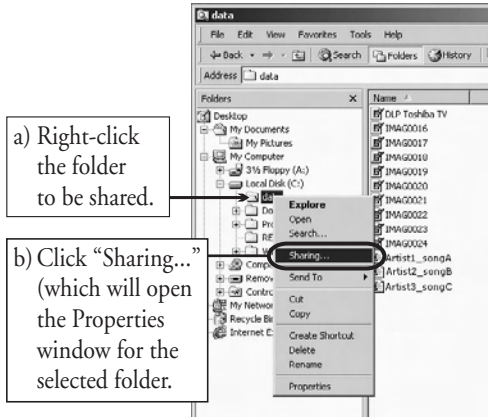 data
File Edit View Favorites Tools Help
Back Search Folders History
Address data
Folders
Name
Desktop
My Documents
My Pictures
My Computer
3½ Floppy (A:)
Local Disk (C:)
DLP Toshiba TV
IMAG0016
IMAG0017
IMAG0018
IMAG0019
IMAG0020
IMAG0021
IMAG0022
IMAG0023
IMAG0024
Artist1_songA
Artist2_songB
Artist3_songC
a) Right-click
the folder
to be shared.
b) Click “Sharing...”
(which will open
the Properties
window for the
selected folder.
Explore
Open
Search...
Sharing...
Send To
Cut
Copy
Create Shortcut
Delete
Rename
Properties